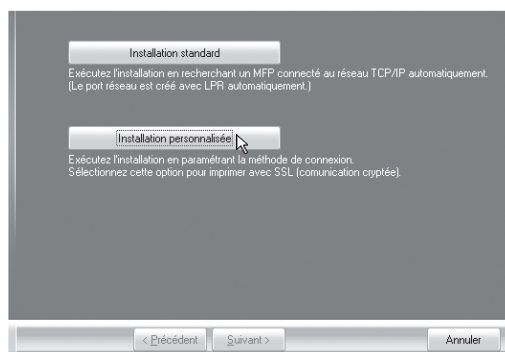 Installation standard
Exécutez l'installation en recherchant un MFP connecté au réseau TCP/IP automatiquement.
(Le port réseau est créé avec LPR automatiquement.)
Installation personnalisée
Exécutez l'installation en paramétrant la méthode de connexion.
Sélectionnez cette option pour imprimer avec SSL (comunication cryptée).
< Précédent
Suivant >
Annuler